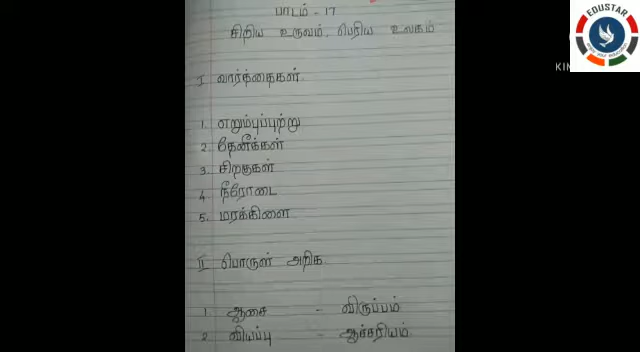 EDUSTAR
பாடம் - 17
சிறிய உருவம், பெரிய உலகம்
I வார்த்தைகள்.
1. எறும்புப்புற்று
2. தேனீக்கள்
3. சிறகுகள்
4. நீரோடை
5. மரக்கிளை
II பொருள் அறிக.
1. ஆசை - விருப்பம்
2. வியப்பு - ஆச்சரியம்